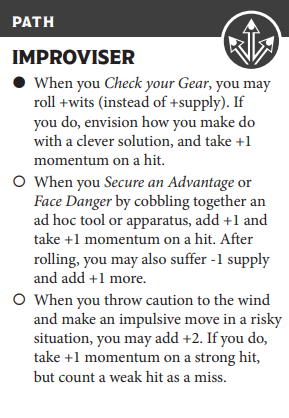 PATH
IMPROVISER
When you Check your Gear, you may
roll +wits (instead of +supply). If
you do, envision how you make do
with a clever solution, and take +1
momentum on a hit.
When you Secure an Advantage or
Face Danger by cobbling together an
ad hoc tool or apparatus, add +1 and
take +1 momentum on a hit. After
rolling, you may also suffer -1 supply
and add +1 more.
When you throw caution to the wind
and make an impulsive move in a risky
situation, you may add +2. If you do,
take +1 momentum on a strong hit,
but count a weak hit as a miss.